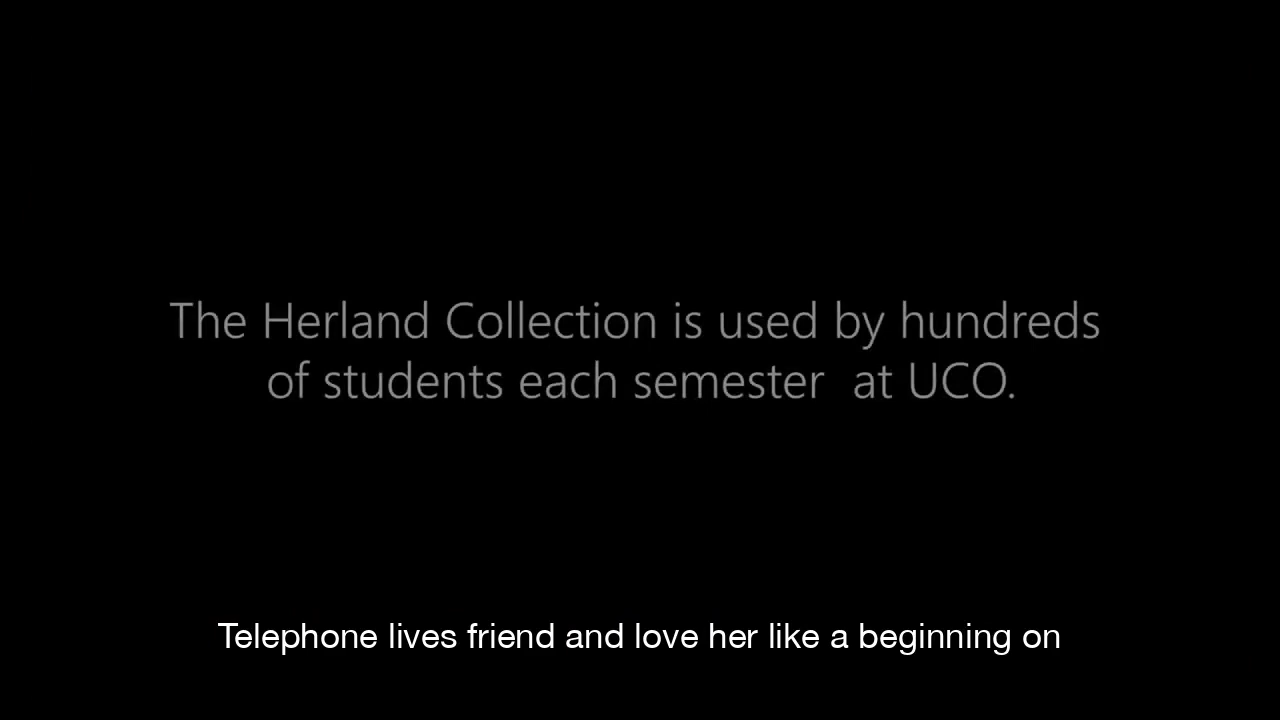 The Herland Collection is used by hundreds
of students each semester  at UCO.
Telephone lives friend and love her like a beginning on